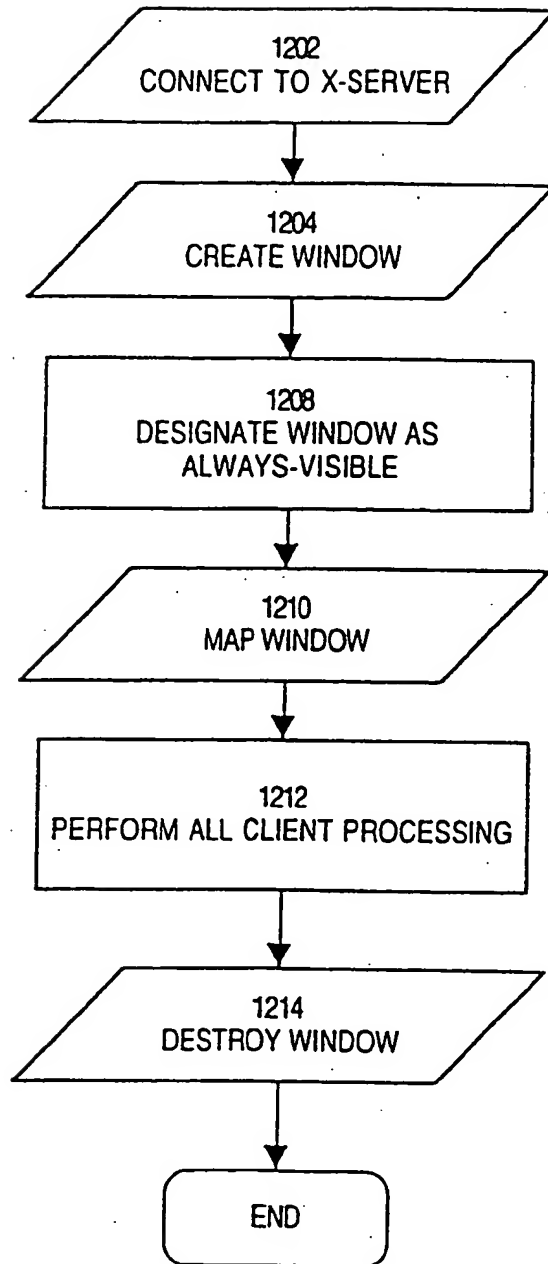 1202
CONNECT TO X-SERVER
1204
CREATE WINDOW
1208
DESIGNATE WINDOW AS
ALWAYS-VISIBLE
1210
MAP WINDOW
1212
PERFORM ALL CLIENT PROCESSING
1214
DESTROY WINDOW
END